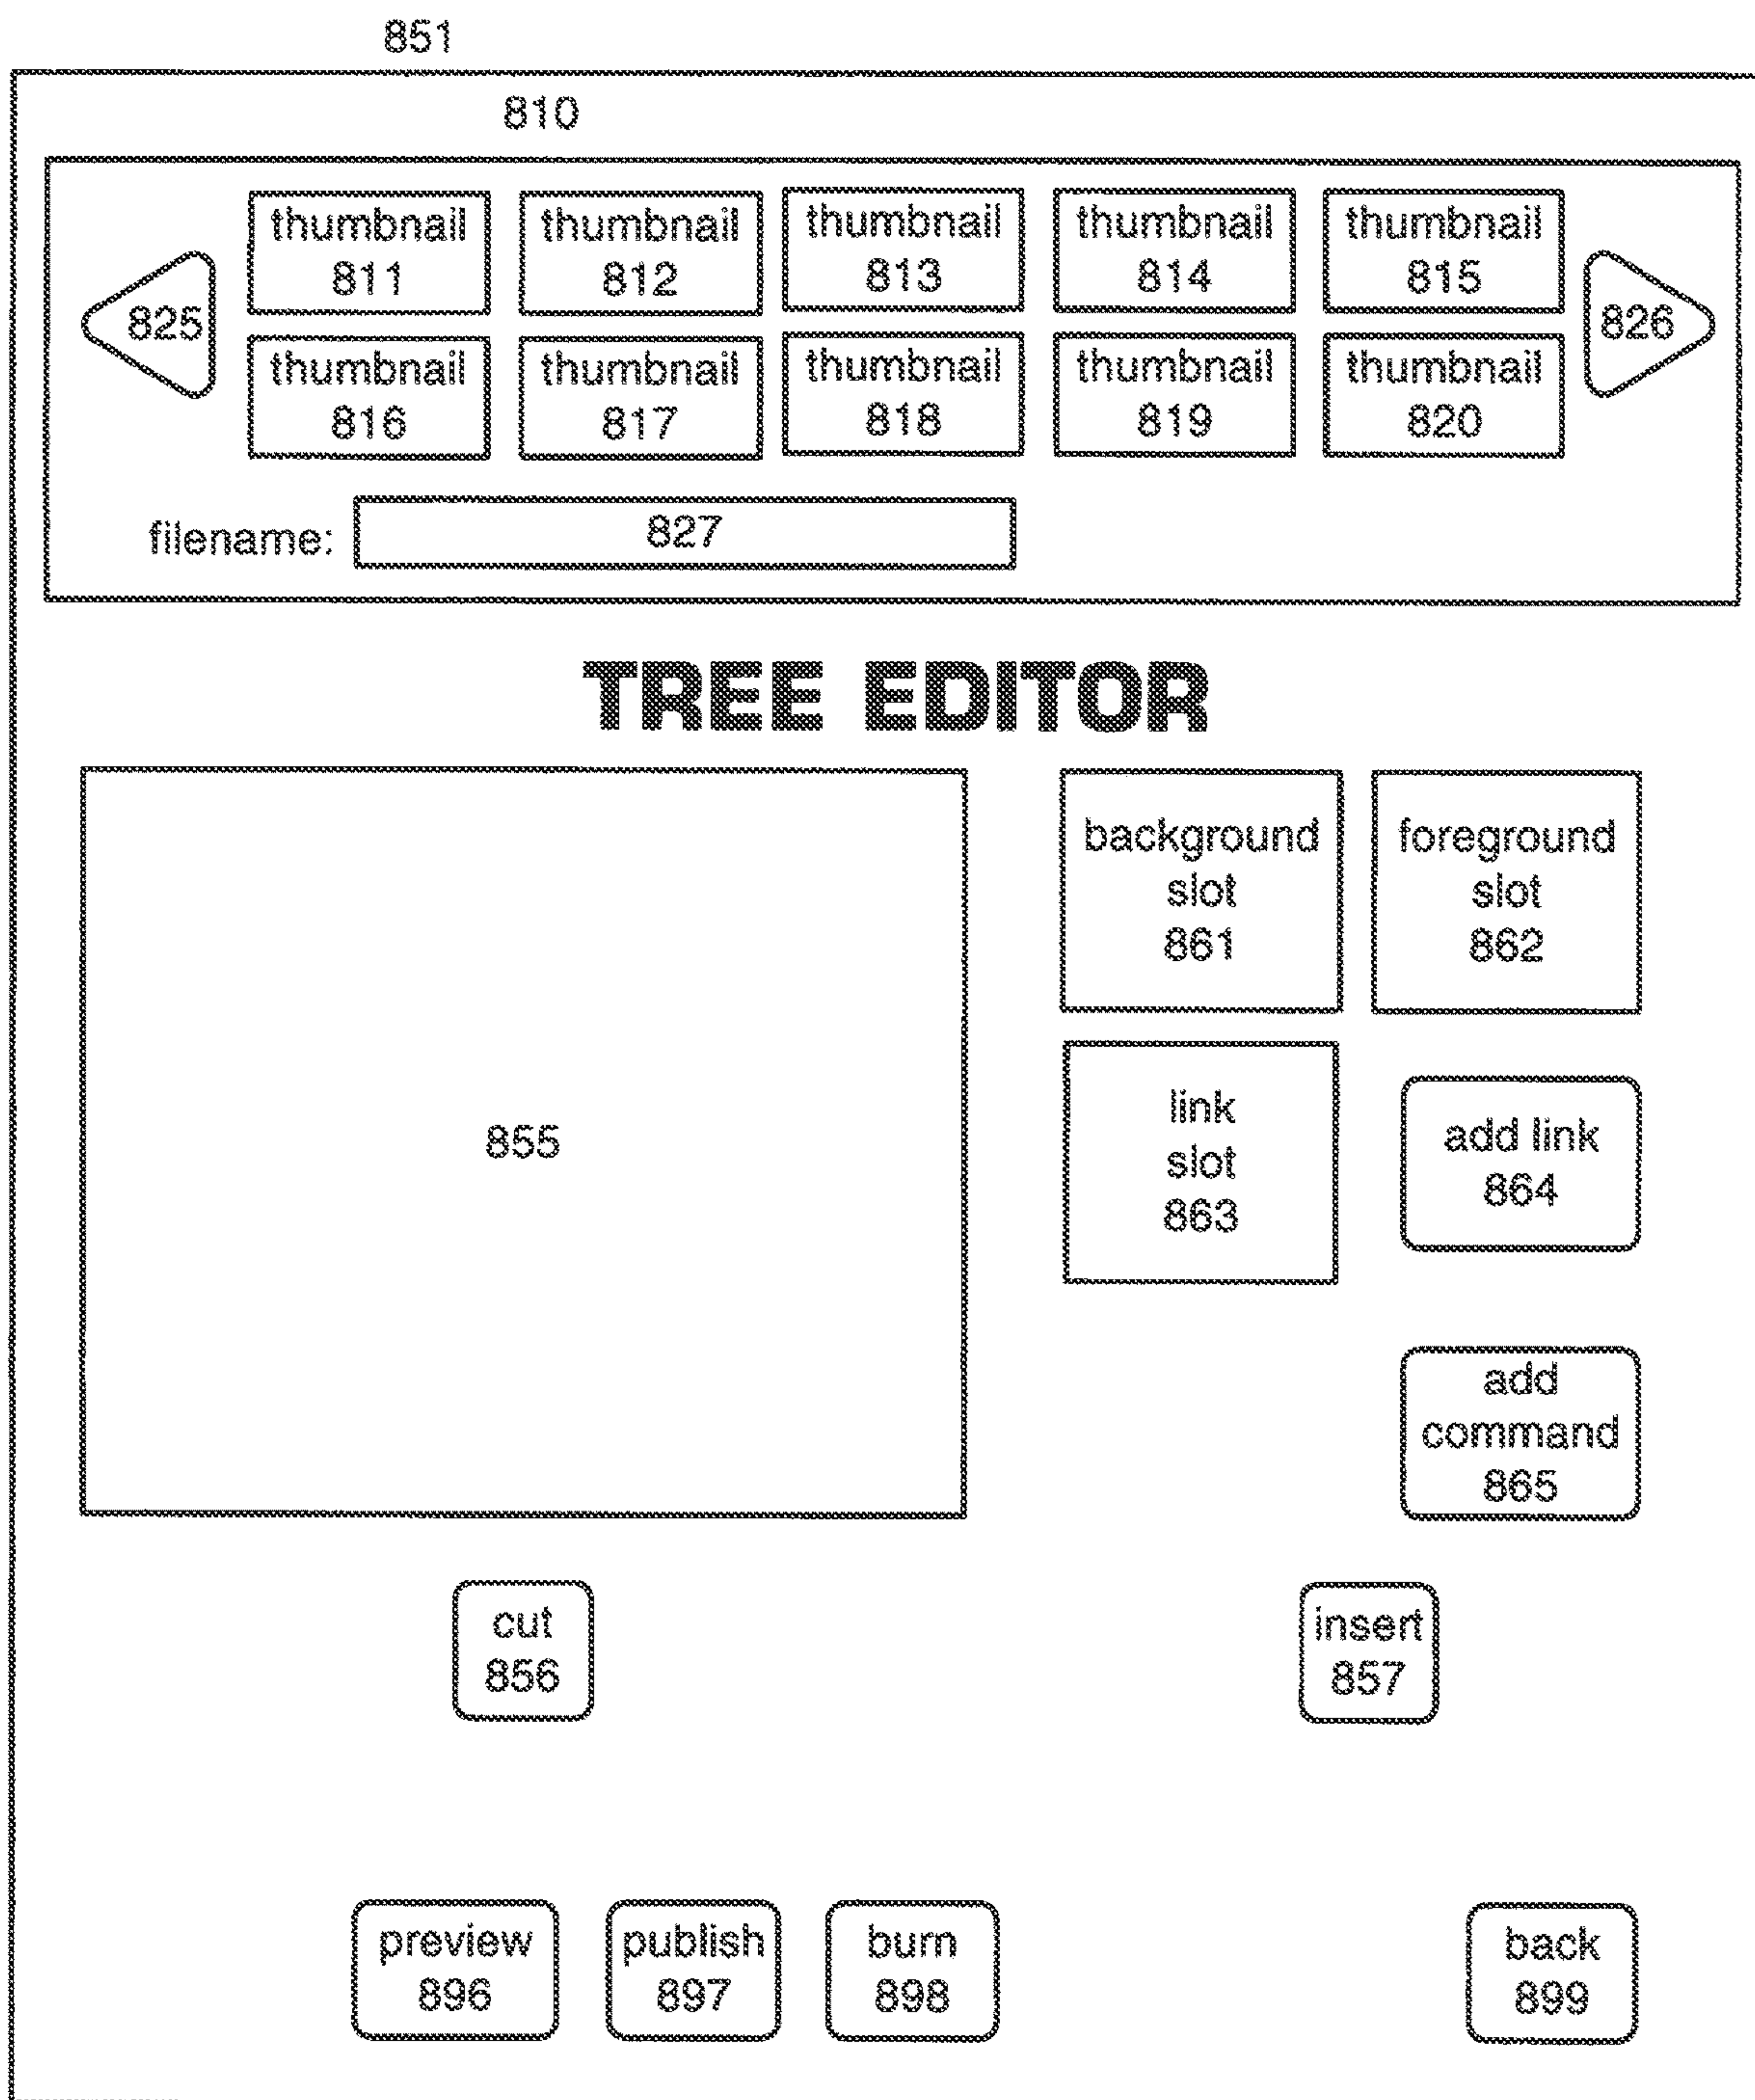 851
810
thumbnail thumbnail thumbnail thumbnail thumbnail
811 812 813 814 815
825 826
thumbnail thumbnail thumbnail thumbnail thumbnail
816 817 818 819 820
filename: 827
TREE EDITOR
background foreground
slot slot
861 862
855
link
slot
863
add link
864
add
command
865
cut
856
insert
857
preview publish burn back
896 897 898 899